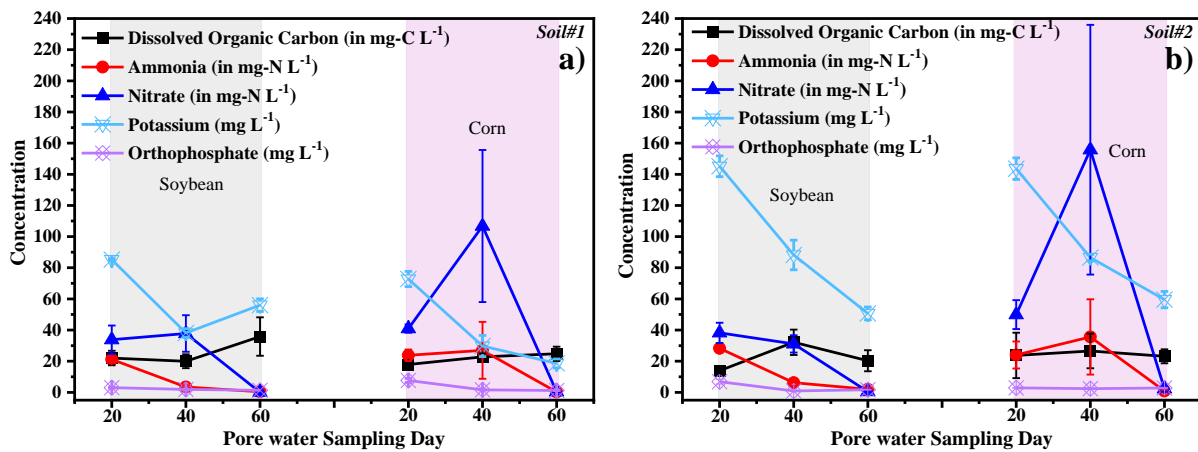 240
220
200
180
160
140
120
100
80
60
40
20
0
Concentration
Soil#1
a)
Dissolved Organic Carbon (in mg-C L⁻¹)
Ammonia (in mg-N L⁻¹)
Nitrate (in mg-N L⁻¹)
Potassium (mg L⁻¹)
Orthophosphate (mg L⁻¹)
Soybean
Corn
20 40 60 20 40 60
Pore water Sampling Day
240
220
200
180
160
140
120
100
80
60
40
20
0
Concentration
Soil#2
b)
Dissolved Organic Carbon (in mg-C L⁻¹)
Ammonia (in mg-N L⁻¹)
Nitrate (in mg-N L⁻¹)
Potassium (mg L⁻¹)
Orthophosphate (mg L⁻¹)
Soybean
Corn
20 40 60 20 40 60
Pore water Sampling Day